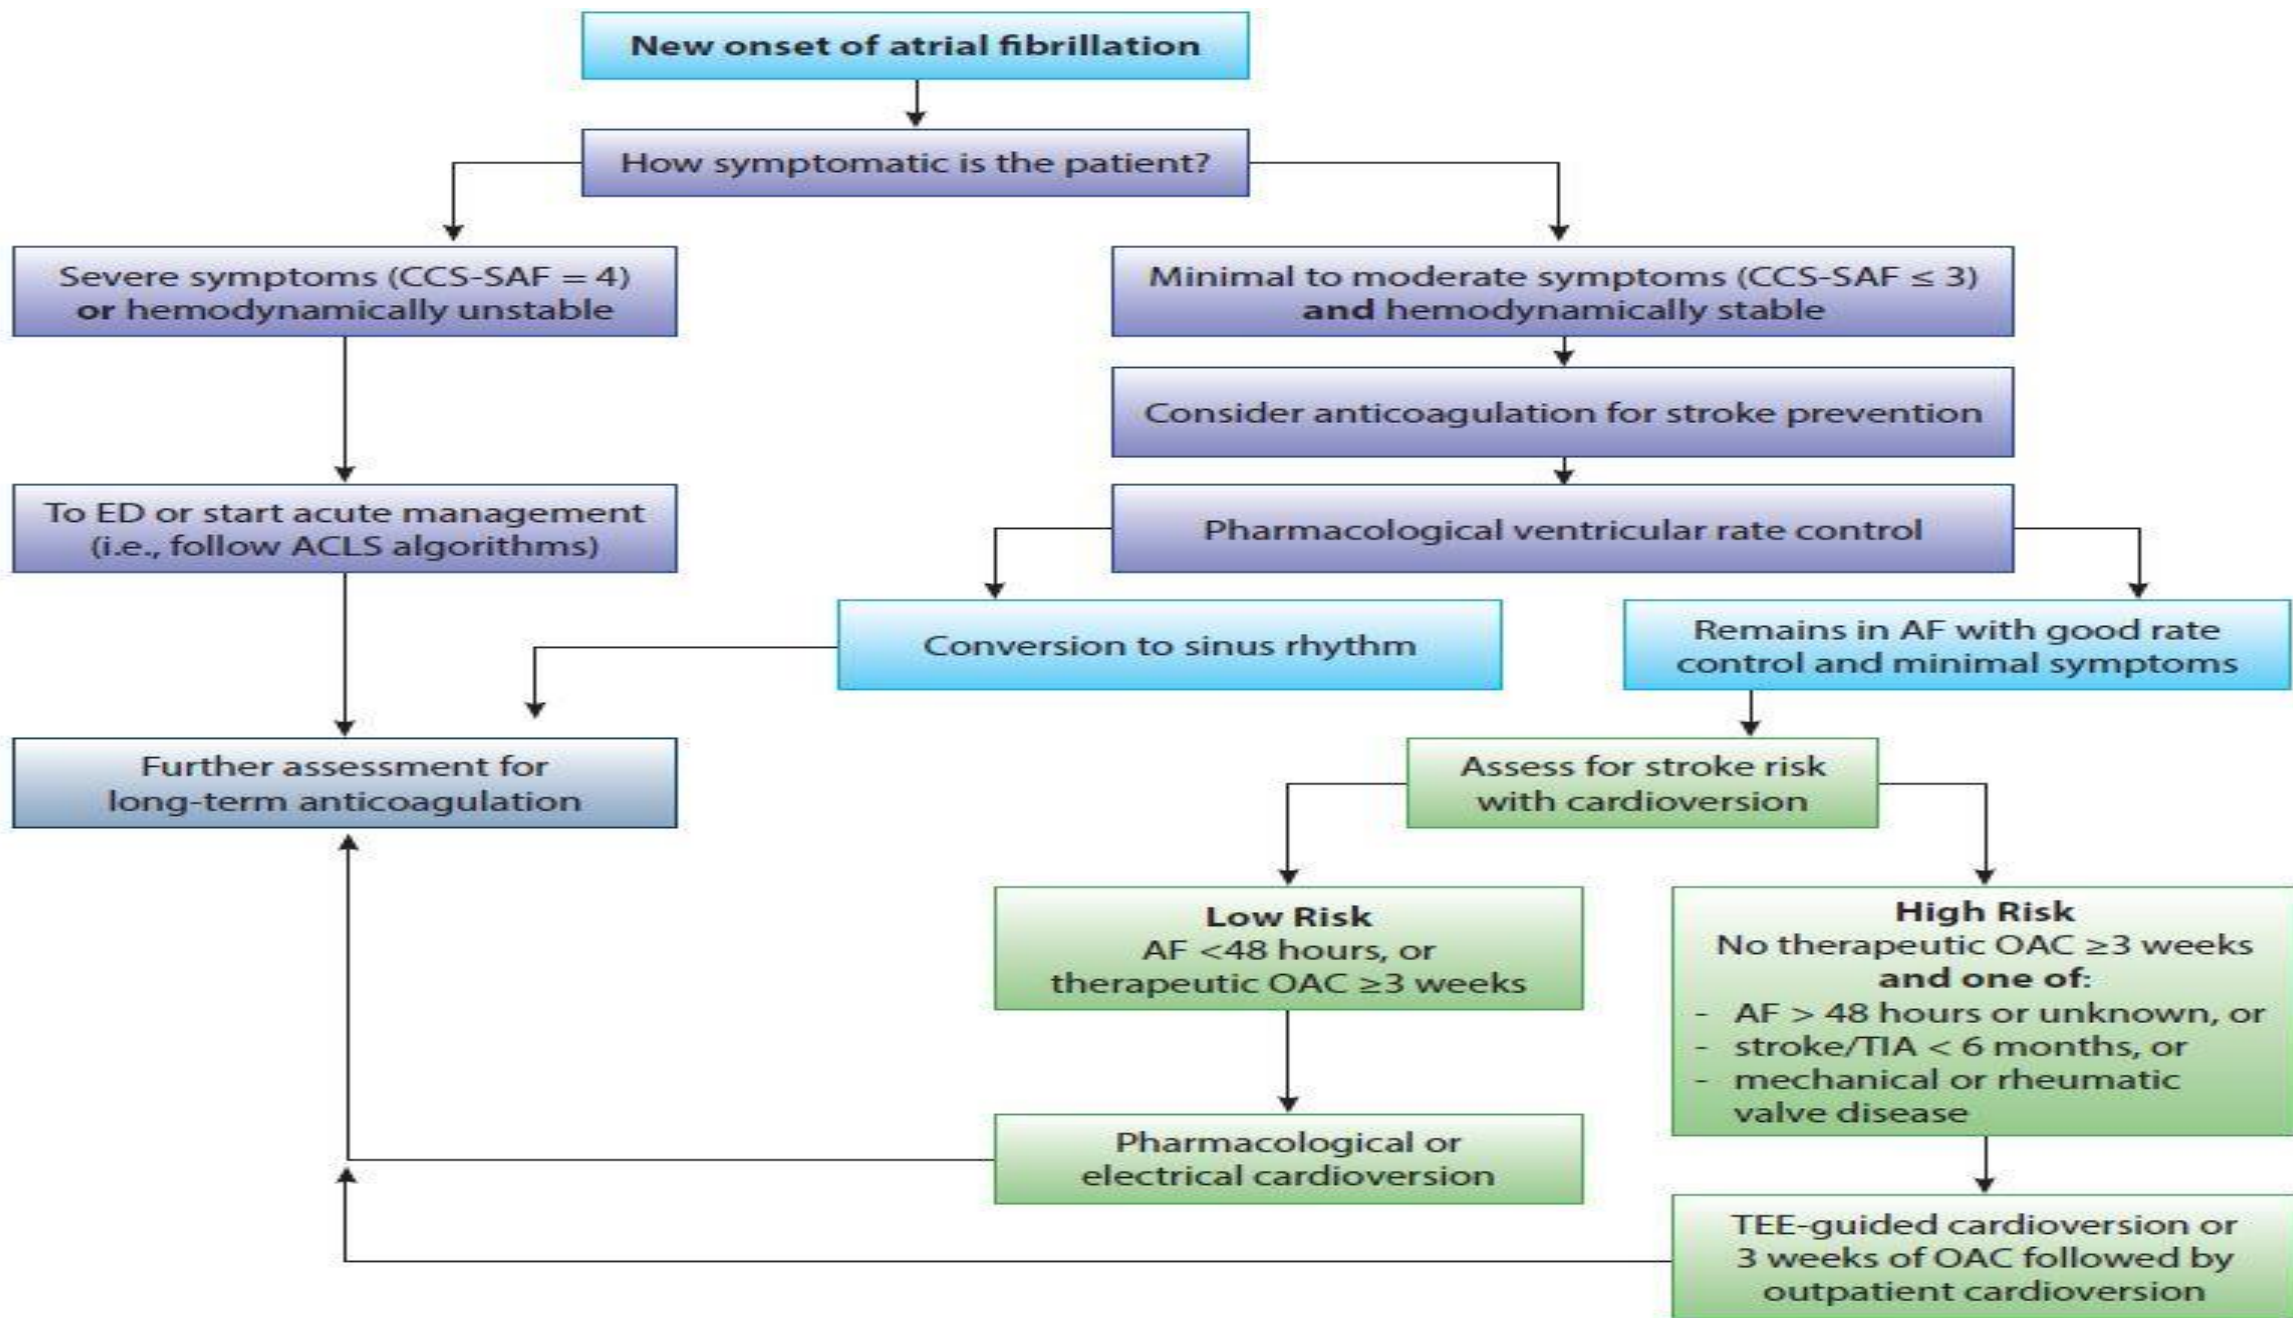 New onset of atrial fibrillation
How symptomatic is the patient?
Severe symptoms (CCS-SAF = 4)
or hemodynamically unstable
Minimal to moderate symptoms (CCS-SAF ≤ 3)
and hemodynamically stable
Consider anticoagulation for stroke prevention
To ED or start acute management
(i.e., follow ACLS algorithms)
Pharmacological ventricular rate control
Conversion to sinus rhythm
Remains in AF with good rate
control and minimal symptoms
Further assessment for
long-term anticoagulation
Assess for stroke risk
with cardioversion
Low Risk
AF <48 hours, or
therapeutic OAC ≥3 weeks
High Risk
No therapeutic OAC ≥3 weeks
and one of:
- AF > 48 hours or unknown, or
- stroke/TIA < 6 months, or
- mechanical or rheumatic
valve disease
Pharmacological or
electrical cardioversion
TEE-guided cardioversion or
3 weeks of OAC followed by
outpatient cardioversion